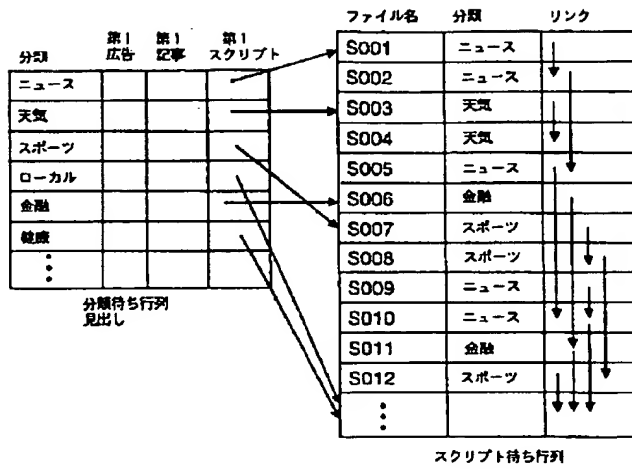 ファイル名 分類 リンク
分類 第1広告 第1記事 第1スクリプト
ニュース
天気
スポーツ
ローカル
金融
健康
分類待ち行列
見出し
S001 ニュース
S002 ニュース
S003 天気
S004 天気
S005 ニュース
S006 金融
S007 スポーツ
S008 スポーツ
S009 ニュース
S010 ニュース
S011 金融
S012 スポーツ
スクリプト待ち行列